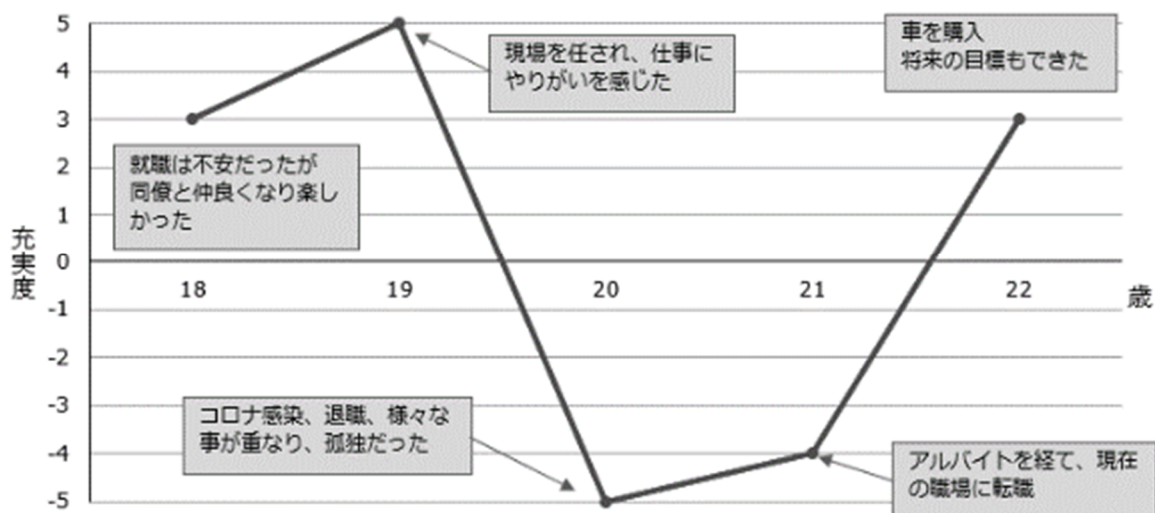 5
4
3
2
1
0
-1
-2
-3
-4
-5
充実度
18
19
20
21
22
歳
就職は不安だったが
同僚と仲良くなり楽し
かった
現場を任され、仕事に
やりがいを感じた
コロナ感染、退職、様々な
事が重なり、孤独だった
アルバイトを経て、現在
の職場に転職
車を購入
将来の目標もできた